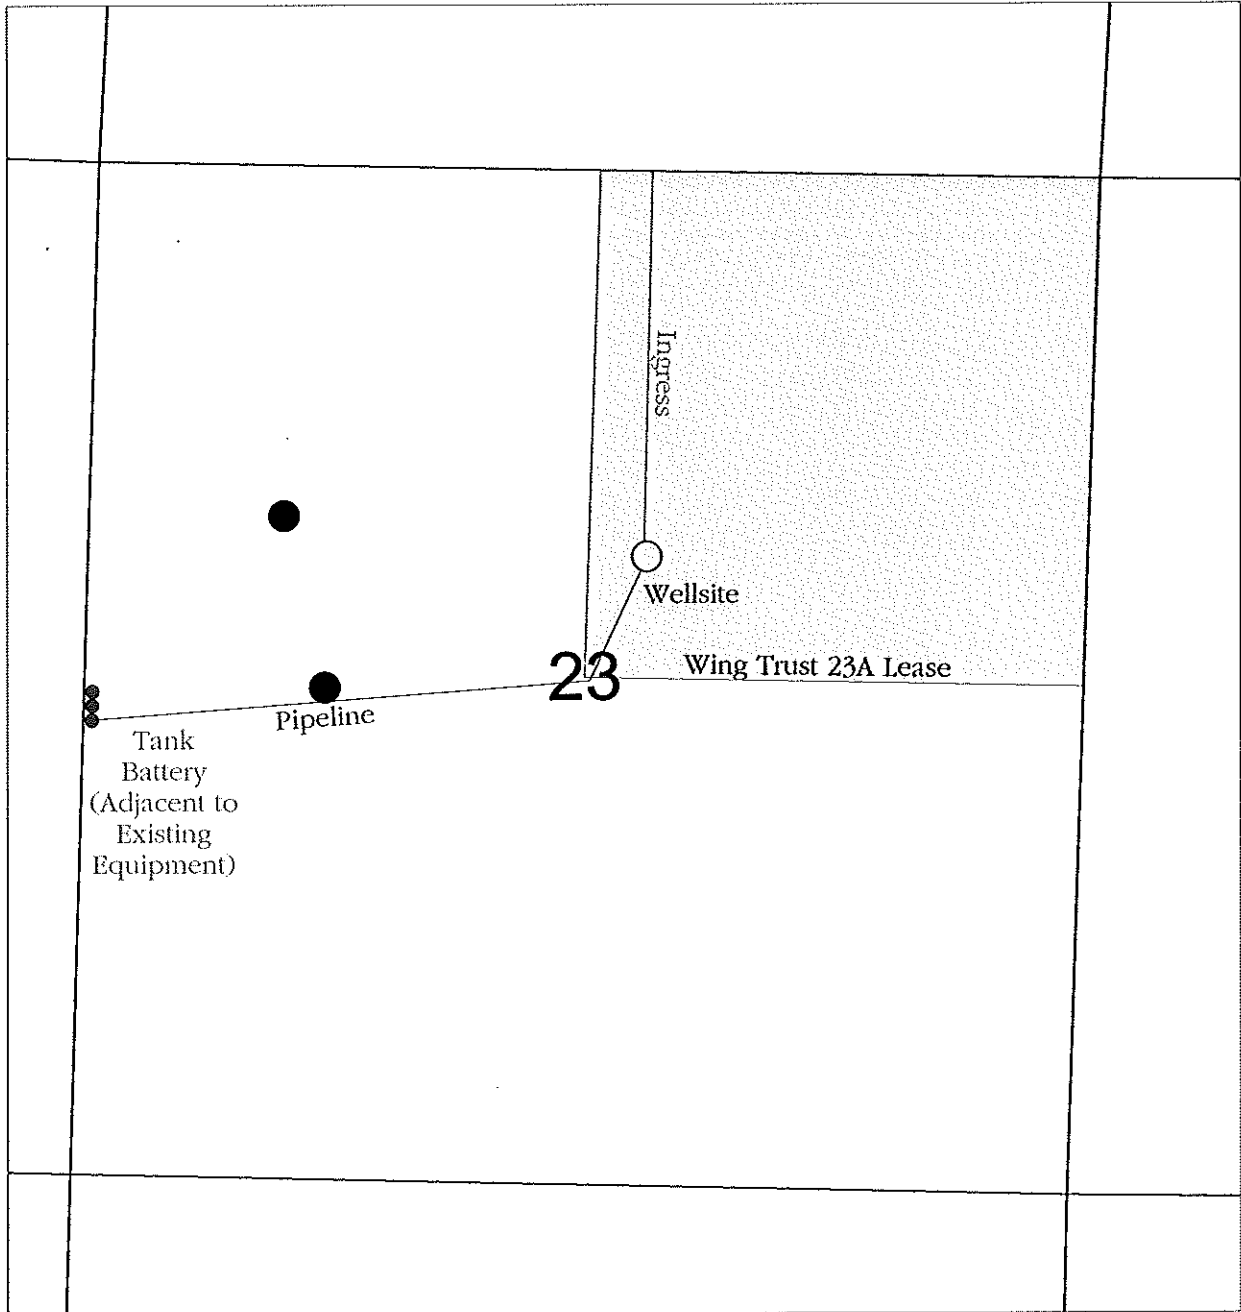 Ingress
Wellsite
23
Wing Trust 23A Lease
Pipeline
Tank
Battery
(Adjacent to
Existing
Equipment)